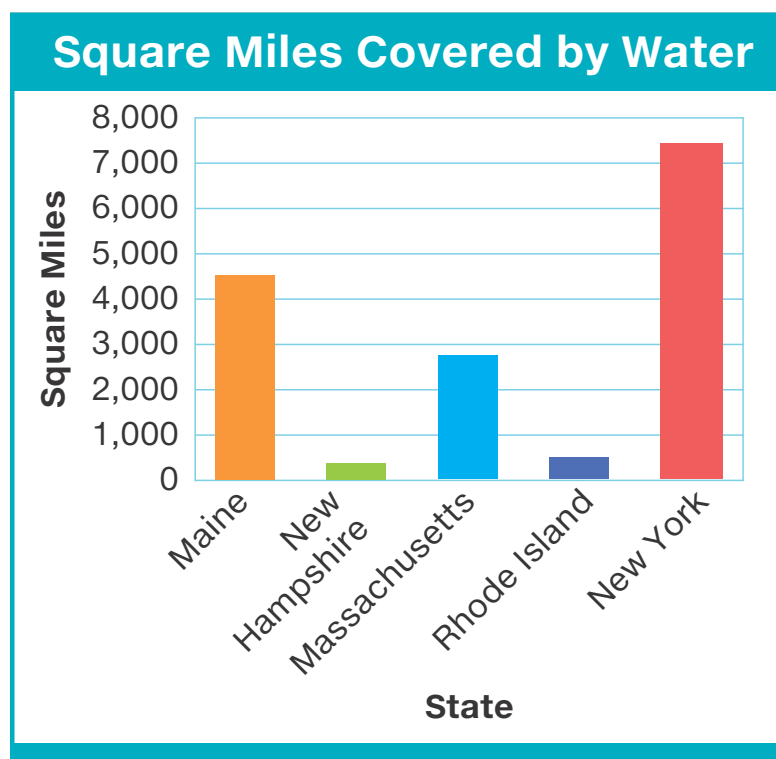 Square Miles Covered by Water
Square Miles
8,000
7,000
6,000
5,000
4,000
3,000
2,000
1,000
0
Maine
New
Hampshire
Massachusetts
Rhode Island
New York
State